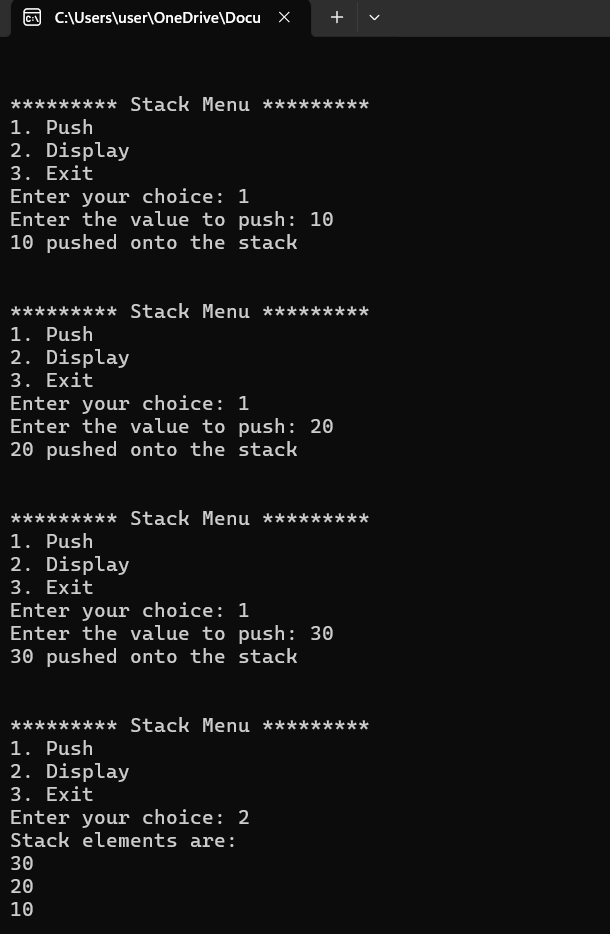 C:\Users\user\OneDrive\Docu
********* Stack Menu *********
1. Push
2. Display
3. Exit
Enter your choice: 1
Enter the value to push: 10
10 pushed onto the stack
********* Stack Menu *********
1. Push
2. Display
3. Exit
Enter your choice: 1
Enter the value to push: 20
20 pushed onto the stack
********* Stack Menu *********
1. Push
2. Display
3. Exit
Enter your choice: 1
Enter the value to push: 30
30 pushed onto the stack
********* Stack Menu *********
1. Push
2. Display
3. Exit
Enter your choice: 2
Stack elements are:
30
20
10